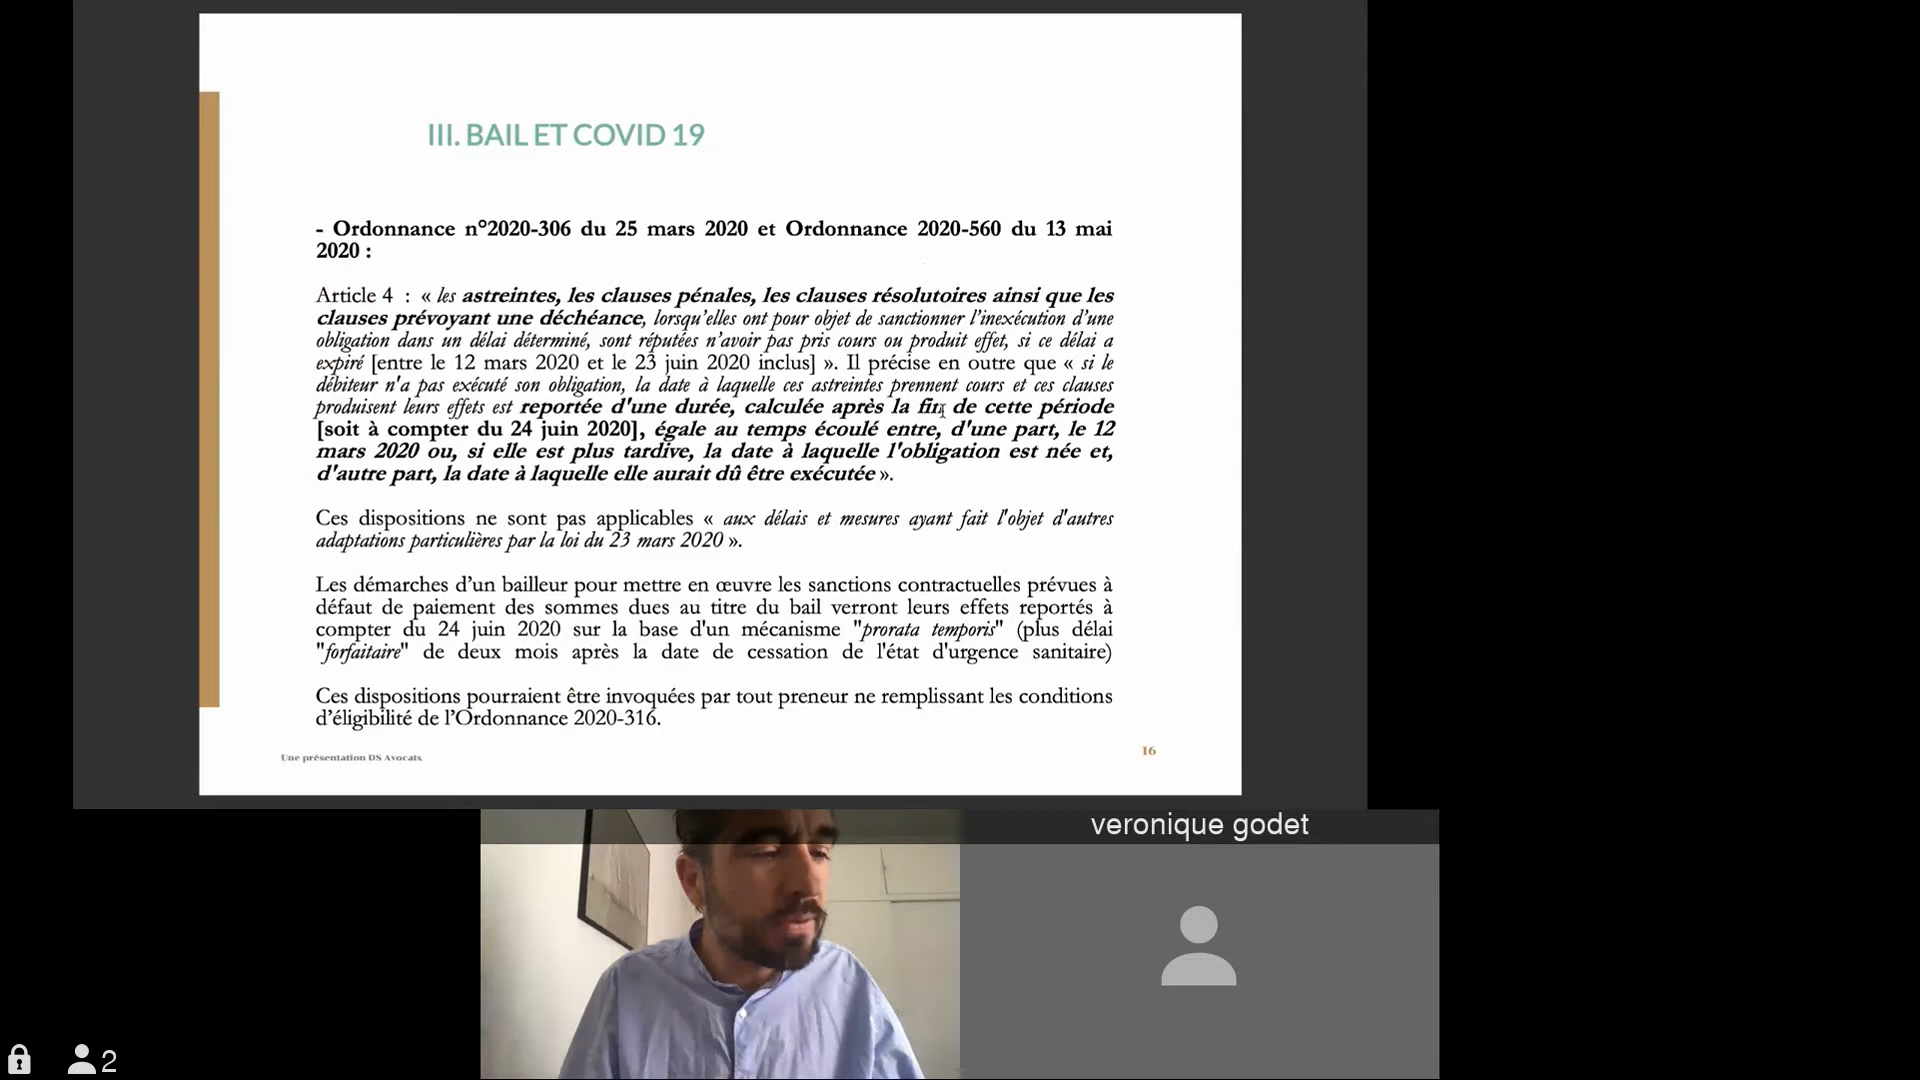 III. BAIL ET COVID 19
- Ordonnance n°2020-306 du 25 mars 2020 et Ordonnance 2020-560 du 13 mai
2020 :
Article 4 : « les astreintes, les clauses pénales, les clauses résolutoires ainsi que les
clauses prévoyant une déchéance, lorsqu'elles ont pour objet de sanctionner l'inexécution d'une
obligation dans un délai déterminé, sont réputées n'avoir pas pris cours ou produit effet, si ce délai a
expiré [entre le 12 mars 2020 et le 23 juin 2020 inclus] ». Il précise en outre que « si le
débiteur n'a pas exécuté son obligation, la date à laquelle ces astreintes prennent cours et ces clauses
produisent leurs effets est reportée d'une durée, calculée après la fin de cette période
[soit à compter du 24 juin 2020], égale au temps écoulé entre, d'une part, le 12
mars 2020 ou, si elle est plus tardive, la date à laquelle l'obligation est née et,
d'autre part, la date à laquelle elle aurait dû être exécutée ».
Ces dispositions ne sont pas applicables « aux délais et mesures ayant fait l'objet d'autres
adaptations particulières par la loi du 23 mars 2020 ».
Les démarches d'un bailleur pour mettre en œuvre les sanctions contractuelles prévues à
défaut de paiement des sommes dues au titre du bail verront leurs effets reportés à
compter du 24 juin 2020 sur la base d'un mécanisme "prorata temporis" (plus délai
"forfaitaire" de deux mois après la date de cessation de l'état d'urgence sanitaire)
Ces dispositions pourraient être invoquées par tout preneur ne remplissant les conditions
d'éligibilité de l'Ordonnance 2020-316.
Une présentation DS Avocats
16
veronique godet
2